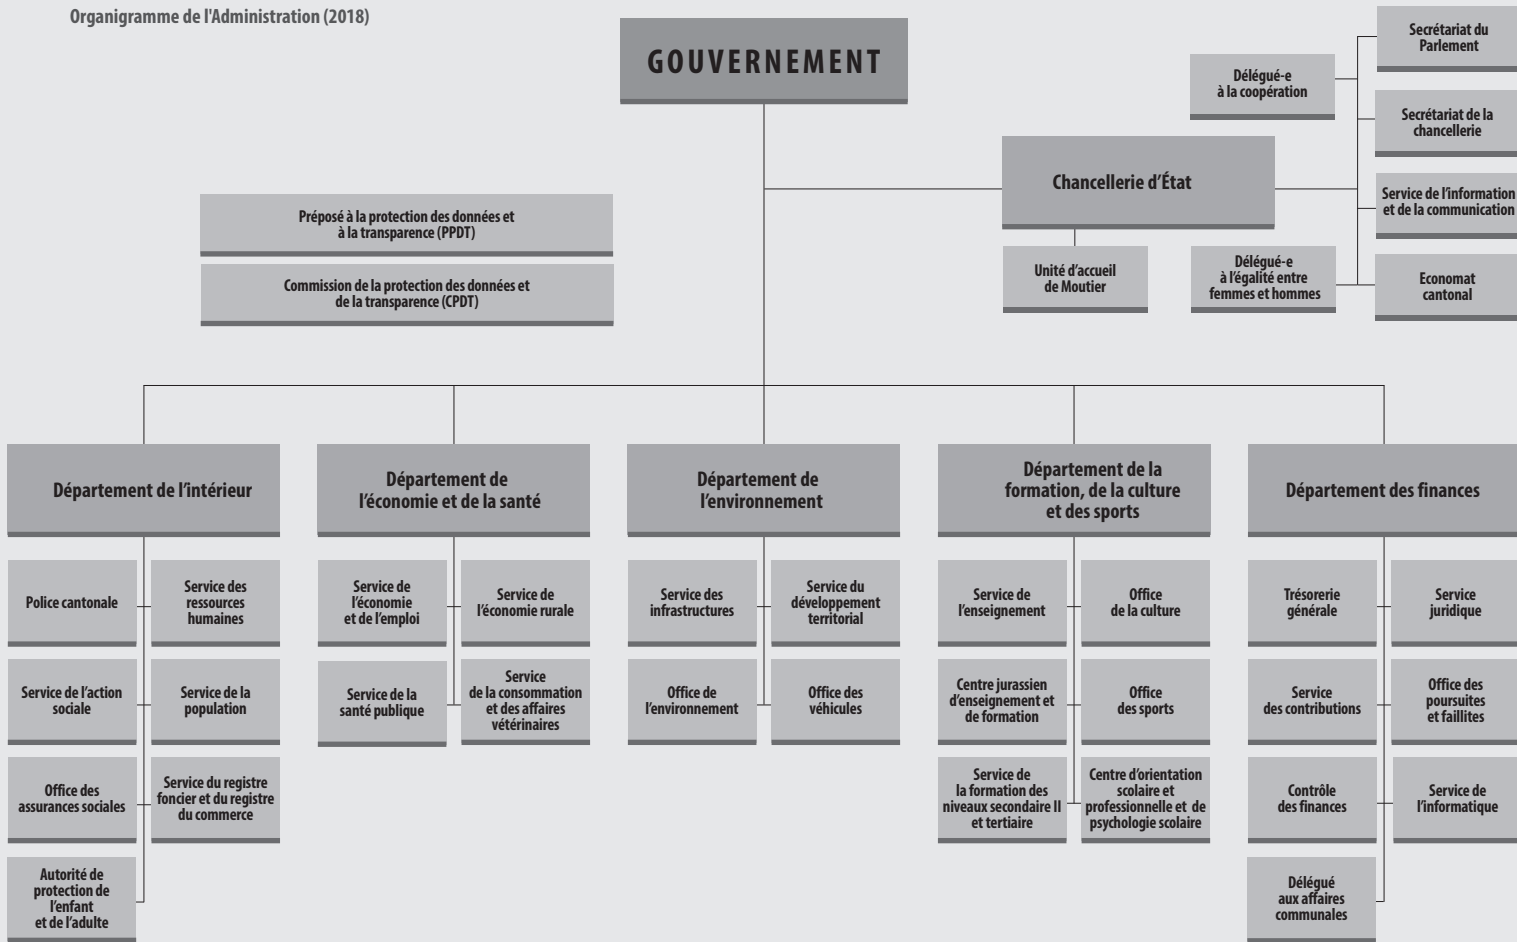 Organigramme de l'Administration (2018)
GOUVERNEMENT
Secrétariat du
Parlement
Délégué-e
à la coopération
Secrétariat de la
chancellerie
Chancellerie d'État
Service de l'information
et de la communication
Préposé à la protection des données et
à la transparence (PPDT)
Commission de la protection des données et
de la transparence (CPDT)
Unité d'accueil
de Moutier
Délégué-e
à l'égalité entre
femmes et hommes
Economat
cantonal
Département de l'intérieur
Département de
l'économie et de la santé
Département de
l'environnement
Département de la
formation, de la culture
et des sports
Département des finances
Police cantonale
Service des
ressources
humaines
Service de
l'économie
et de l'emploi
Service de
l'économie rurale
Service des
infrastructures
Service du
développement
territorial
Service de
l'enseignement
Office
de la culture
Trésorerie
générale
Service
juridique
Service de l'action
sociale
Service de la
population
Service de la
santé publique
Service
de la consommation
et des affaires
vétérinaires
Office de
l'environnement
Office des
véhicules
Centre jurassien
d'enseignement et
de formation
Office
des sports
Service
des contributions
Office des
poursuites
et faillites
Office des
assurances sociales
Service du registre
foncier et du registre
du commerce
Service de
la formation des
niveaux secondaire II
et tertiaire
Centre d'orientation
scolaire et
professionnelle et de
psychologie scolaire
Contrôle
des finances
Service de
l'informatique
Autorité de
protection de
l'enfant
et de l'adulte
Délégué
aux affaires
communales